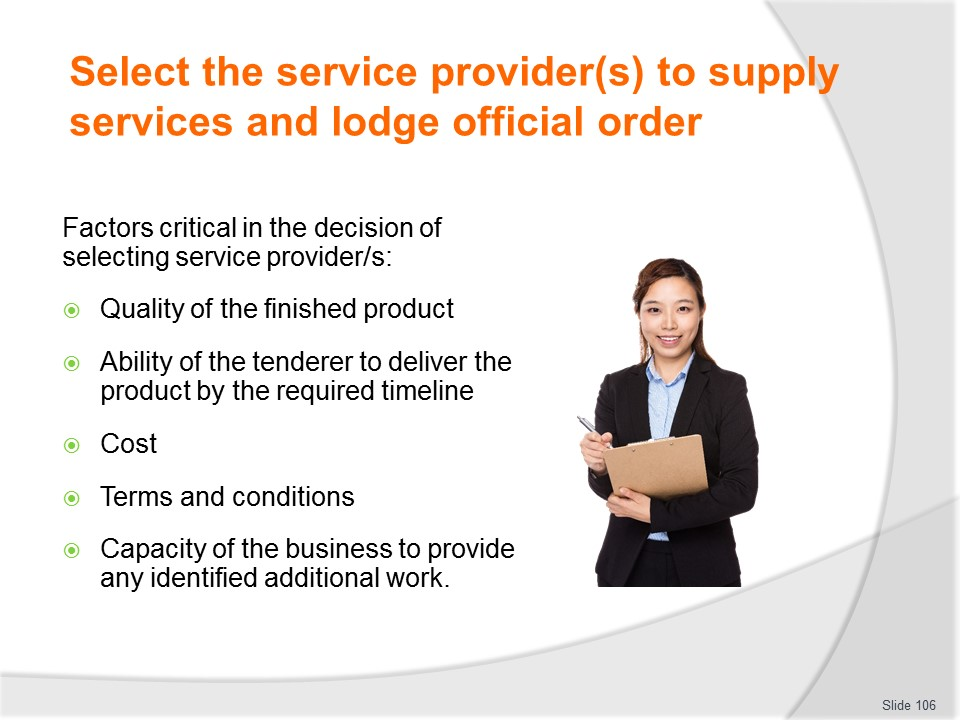 Select the service provider(s) to supply
services and lodge official order
Factors critical in the decision of
selecting service provider/s:
Quality of the finished product
Ability of the tenderer to deliver the
product by the required timeline
Cost
Terms and conditions
Capacity of the business to provide
any identified additional work.
Slide 106